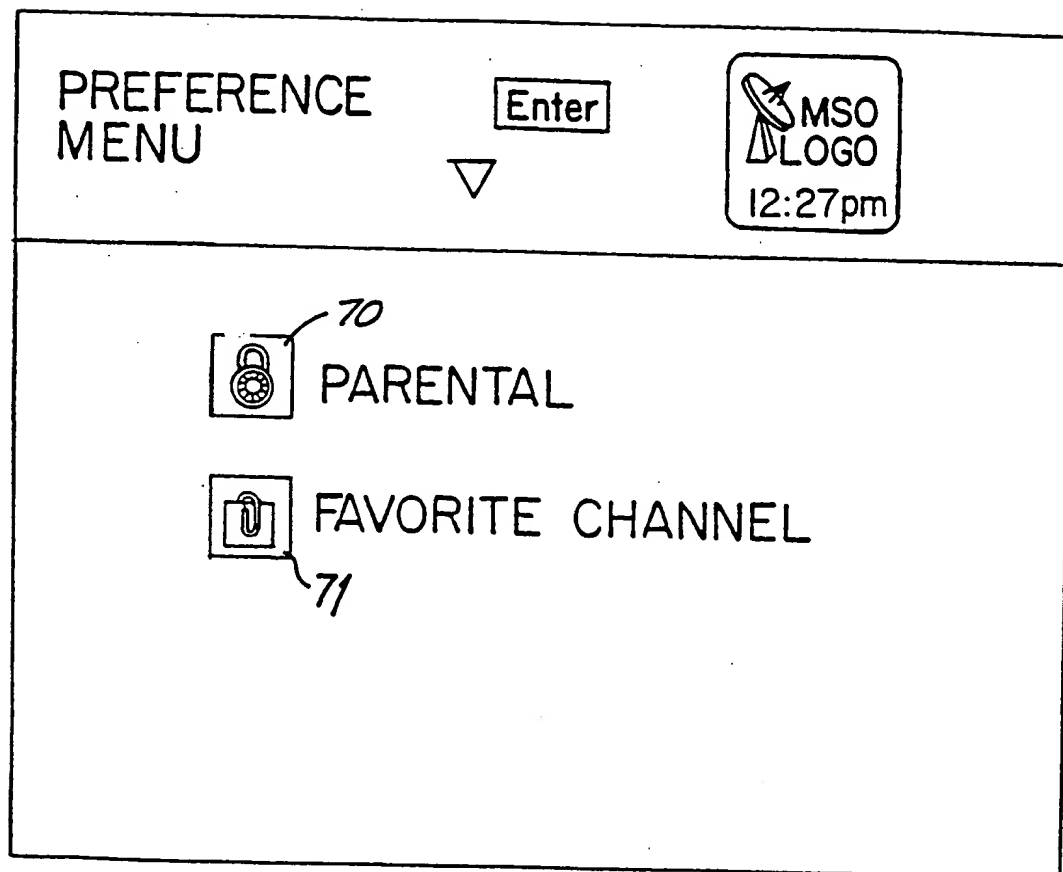 PREFERENCE
MENU
Enter
MSO
LOGO
12:27pm
70
PARENTAL
FAVORITE CHANNEL
71